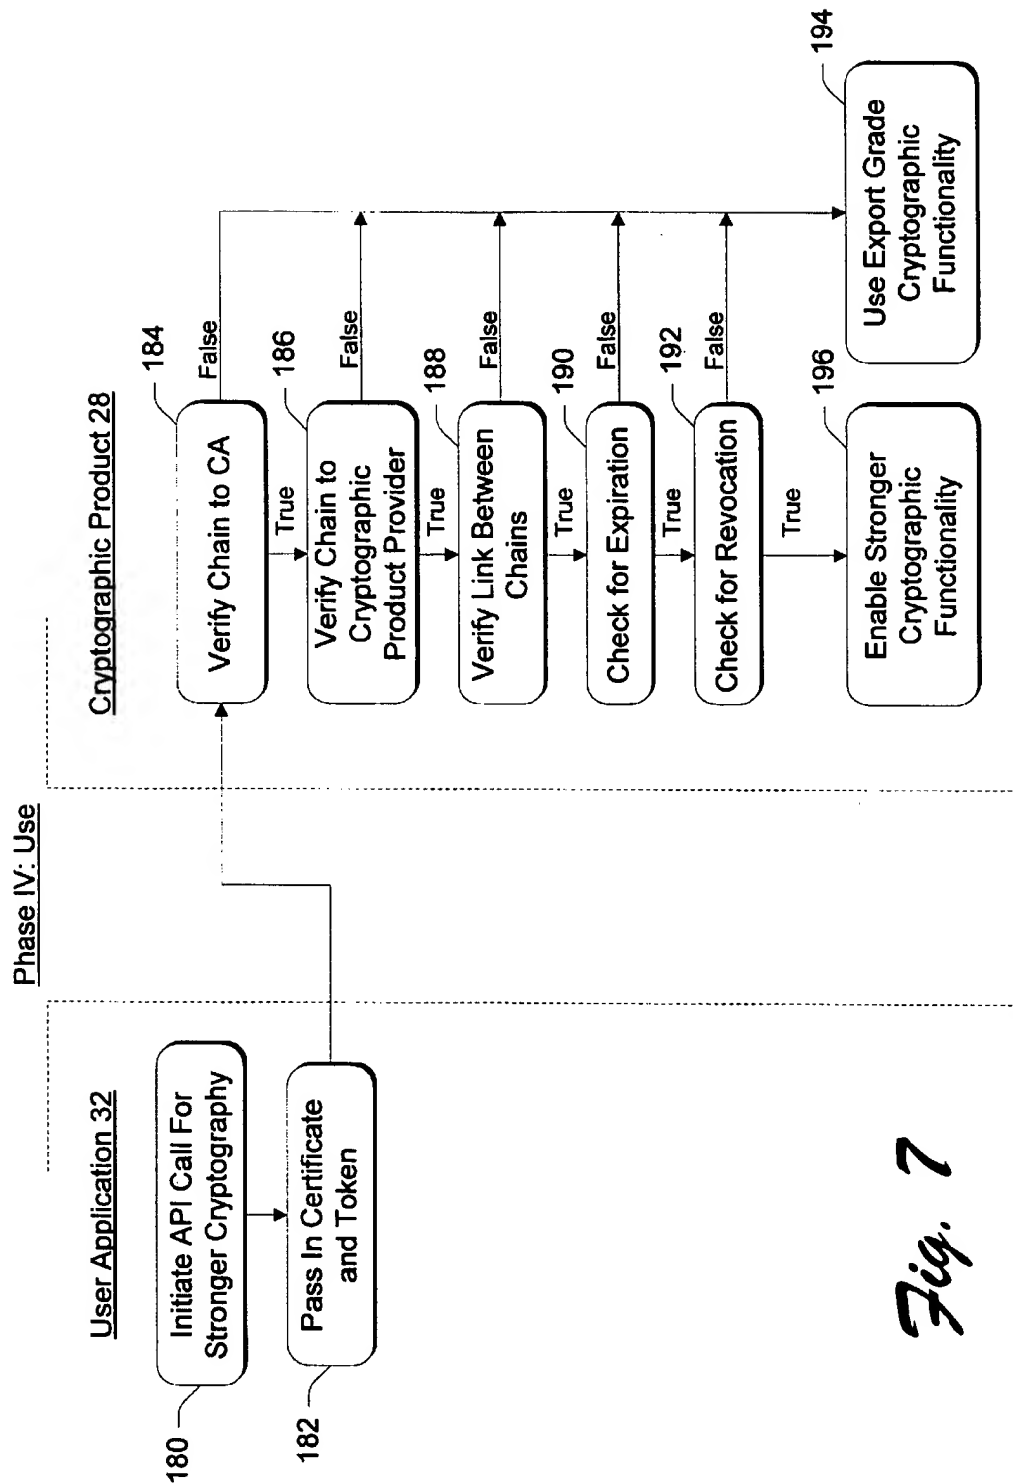 Phase IV: Use
User Application 32
180
Initiate API Call For
Stronger Cryptography
182
Pass In Certificate
and Token
Cryptographic Product 28
184
Verify Chain to CA
False
True
186
Verify Chain to
Cryptographic
Product Provider
False
True
188
Verify Link Between
Chains
False
True
190
Check for Expiration
False
True
192
Check for Revocation
False
True
196
Enable Stronger
Cryptographic
Functionality
194
Use Export Grade
Cryptographic
Functionality
Fig. 7